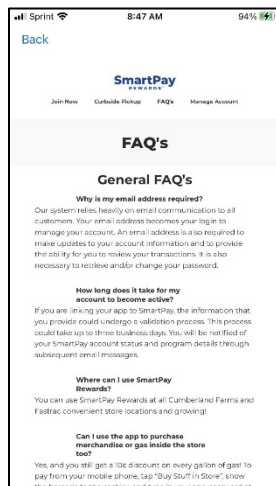 Sprint 8:47 AM 94%
Back
SmartPay
REWARDS
Join Now Curbside Pickup FAQ's Manage Account
FAQ's
General FAQ's
Why is my email address required?
Our system relies heavily on email communication to all
customers. Your email address becomes your login to
manage your account. An email address is also required to
make updates to your account information and to provide
the ability for you to review your transactions. It is also
necessary to retrieve and/or change your password.
How long does it take for my
account to become active?
If you are linking your app to SmartPay, the information that
you provide could undergo a validation process. This process
could take up to three business days. You will be notified of
your SmartPay account status and program details through
subsequent email messages.
Where can I use SmartPay
Rewards?
You can use SmartPay Rewards at all Cumberland Farms and
Fastrac convenient store locations and growing!
Can I use the app to purchase
merchandise or gas inside the store
too?
Yes, and you still get a 10¢ discount on every gallon of gas! To
pay from your mobile phone, tap "Buy Stuff In Store", show